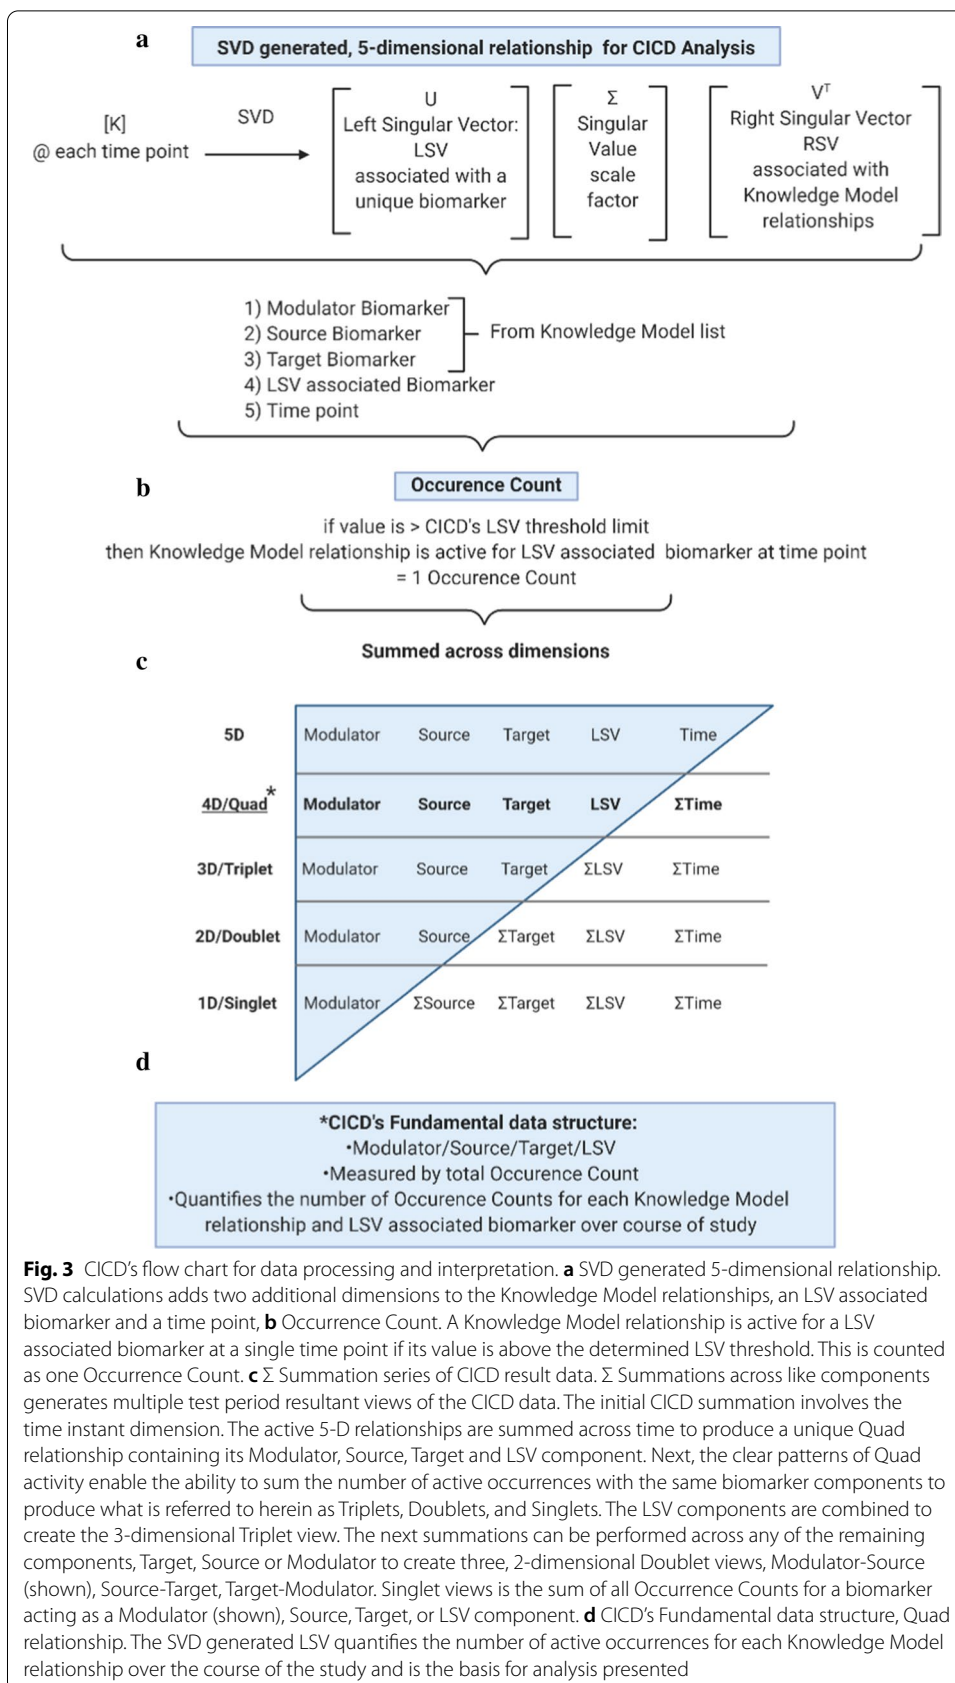 a
SVD generated, 5-dimensional relationship for CICD Analysis
[K]
@ each time point
SVD
U
Left Singular Vector:
LSV
associated with a
unique biomarker
Σ
Singular
Value
scale
factor
Vᵀ
Right Singular Vector
RSV
associated with
Knowledge Model
relationships
1) Modulator Biomarker
2) Source Biomarker
3) Target Biomarker
From Knowledge Model list
4) LSV associated Biomarker
5) Time point
b
Occurence Count
if value is > CICD's LSV threshold limit
then Knowledge Model relationship is active for LSV associated biomarker at time point
= 1 Occurence Count
Summed across dimensions
c
5D Modulator Source Target LSV Time
4D/Quad* Modulator Source Target LSV ΣTime
3D/Triplet Modulator Source Target ΣLSV ΣTime
2D/Doublet Modulator Source ΣTarget ΣLSV ΣTime
1D/Singlet Modulator ΣSource ΣTarget ΣLSV ΣTime
d
*CICD's Fundamental data structure:
•Modulator/Source/Target/LSV
•Measured by total Occurence Count
•Quantifies the number of Occurence Counts for each Knowledge Model
relationship and LSV associated biomarker over course of study
Fig. 3 CICD's flow chart for data processing and interpretation. a SVD generated 5-dimensional relationship.
SVD calculations adds two additional dimensions to the Knowledge Model relationships, an LSV associated
biomarker and a time point, b Occurrence Count. A Knowledge Model relationship is active for a LSV
associated biomarker at a single time point if its value is above the determined LSV threshold. This is counted
as one Occurrence Count. c Σ Summation series of CICD result data. Σ Summations across like components
generates multiple test period resultant views of the CICD data. The initial CICD summation involves the
time instant dimension. The active 5-D relationships are summed across time to produce a unique Quad
relationship containing its Modulator, Source, Target and LSV component. Next, the clear patterns of Quad
activity enable the ability to sum the number of active occurrences with the same biomarker components to
produce what is referred to herein as Triplets, Doublets, and Singlets. The LSV components are combined to
create the 3-dimensional Triplet view. The next summations can be performed across any of the remaining
components, Target, Source or Modulator to create three, 2-dimensional Doublet views, Modulator-Source
(shown), Source-Target, Target-Modulator. Singlet views is the sum of all Occurrence Counts for a biomarker
acting as a Modulator (shown), Source, Target, or LSV component. d CICD's Fundamental data structure, Quad
relationship. The SVD generated LSV quantifies the number of active occurrences for each Knowledge Model
relationship over the course of the study and is the basis for analysis presented